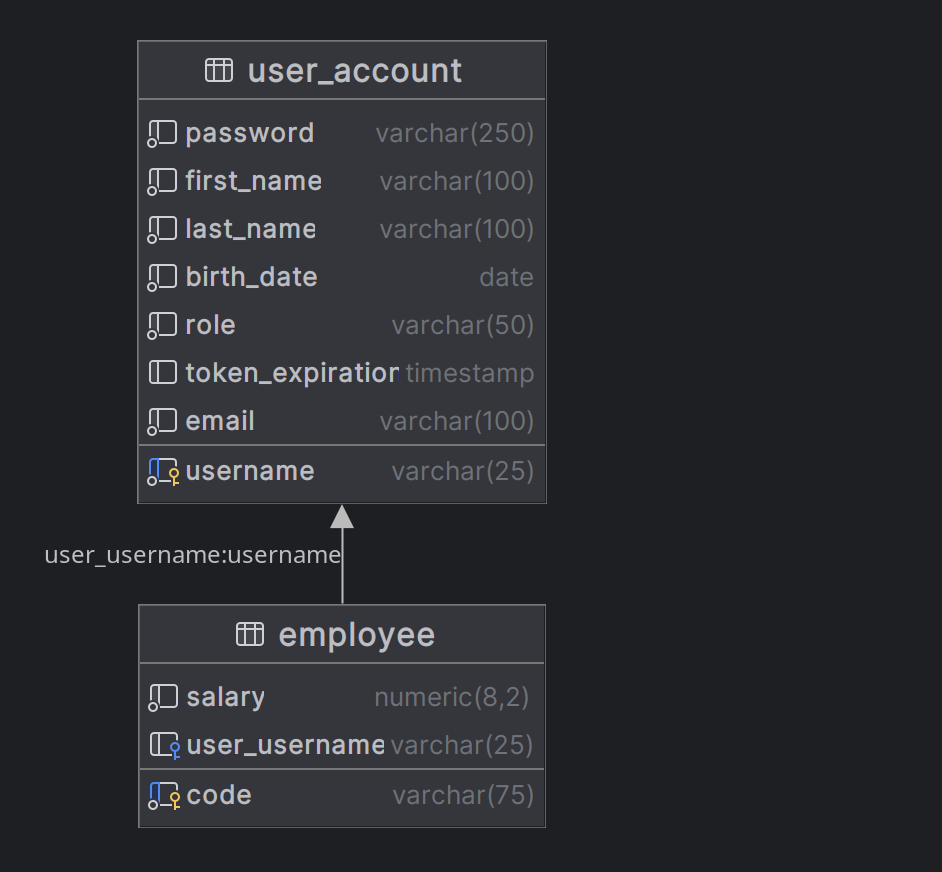 user_account
password varchar(250)
first_name varchar(100)
last_name varchar(100)
birth_date date
role varchar(50)
token_expiration timestamp
email varchar(100)
username varchar(25)
user_username:username
employee
salary numeric(8,2)
user_username varchar(25)
code varchar(75)